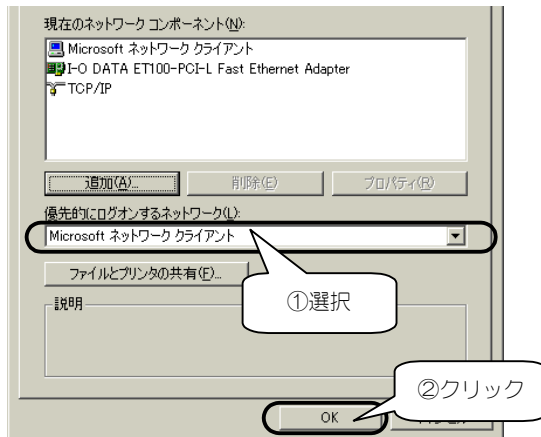 現在のネットワーク コンポーネント(N):
Microsoft ネットワーク クライアント
I-O DATA ET100-PCI-L Fast Ethernet Adapter
TCP/IP
追加(A)... 削除(E) プロパティ(R)
優先的にログオンするネットワーク(L):
Microsoft ネットワーク クライアント
ファイルとプリンタの共有(F)...
①選択
説明
②クリック
OK